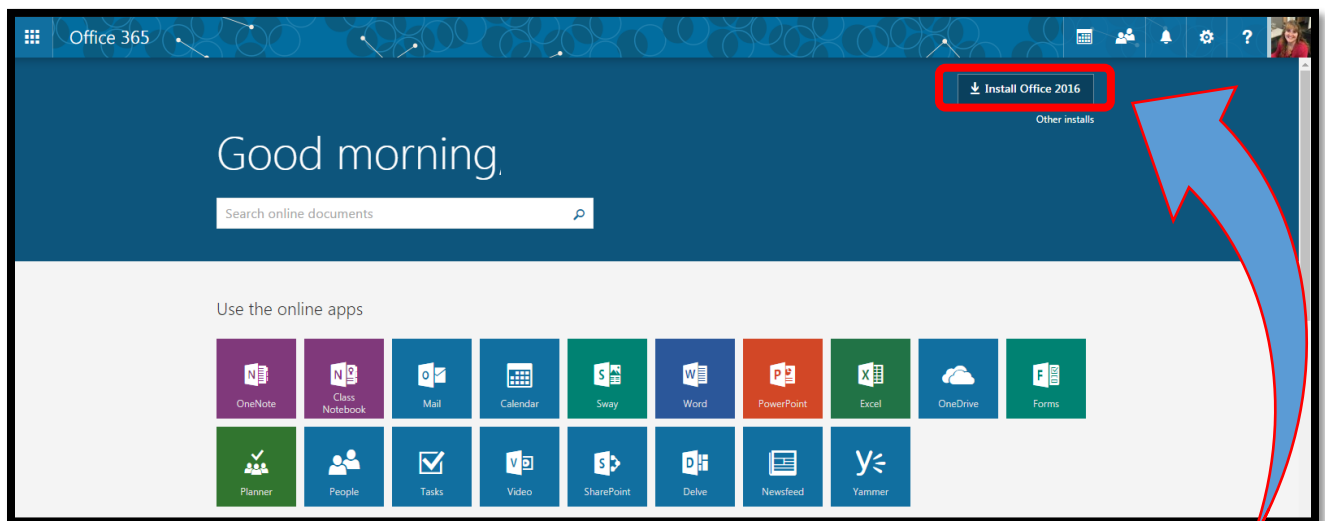 Office 365
?
Install Office 2016
Other installs
Good morning,
Search online documents
Use the online apps
N
OneNote
N
Class
Notebook
o
Mail
Calendar
S
Sway
W
Word
P
PowerPoint
X
Excel
OneDrive
F
Forms
Planner
People
Tasks
V
Video
S
SharePoint
D
Delve
Newsfeed
y
Yammer